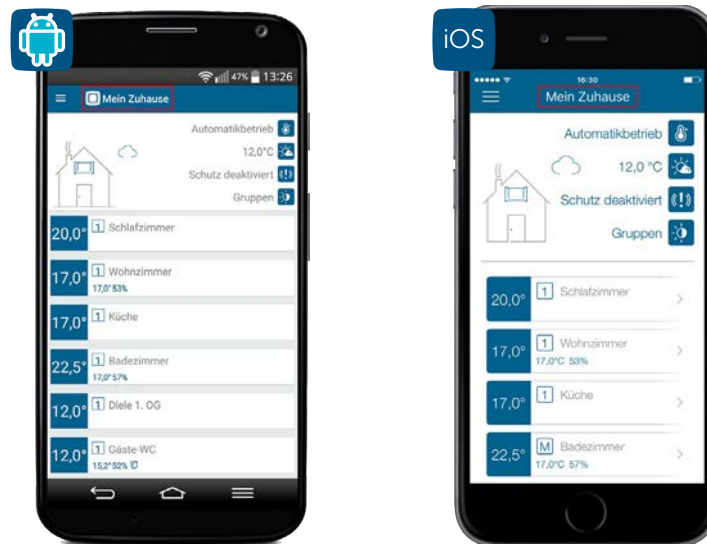 47% 13:26
Mein Zuhause
Automatikbetrieb
12,0°C
Schutz deaktiviert
Gruppen
20,0° 1 Schlafzimmer
17,0° 1 Wohnzimmer
17,0° 53%
17,0° 1 Küche
22,5° 1 Badezimmer
17,0° 57%
12,0° 1 Diele 1. OG
12,0° 1 Gäste-WC
15,2° 52%
iOS
16:30
Mein Zuhause
Automatikbetrieb
12,0 °C
Schutz deaktiviert
Gruppen
20,0° 1 Schlafzimmer
17,0° 1 Wohnzimmer
17,0°C 53%
17,0° 1 Küche
22,5° M Badezimmer
17,0°C 57%